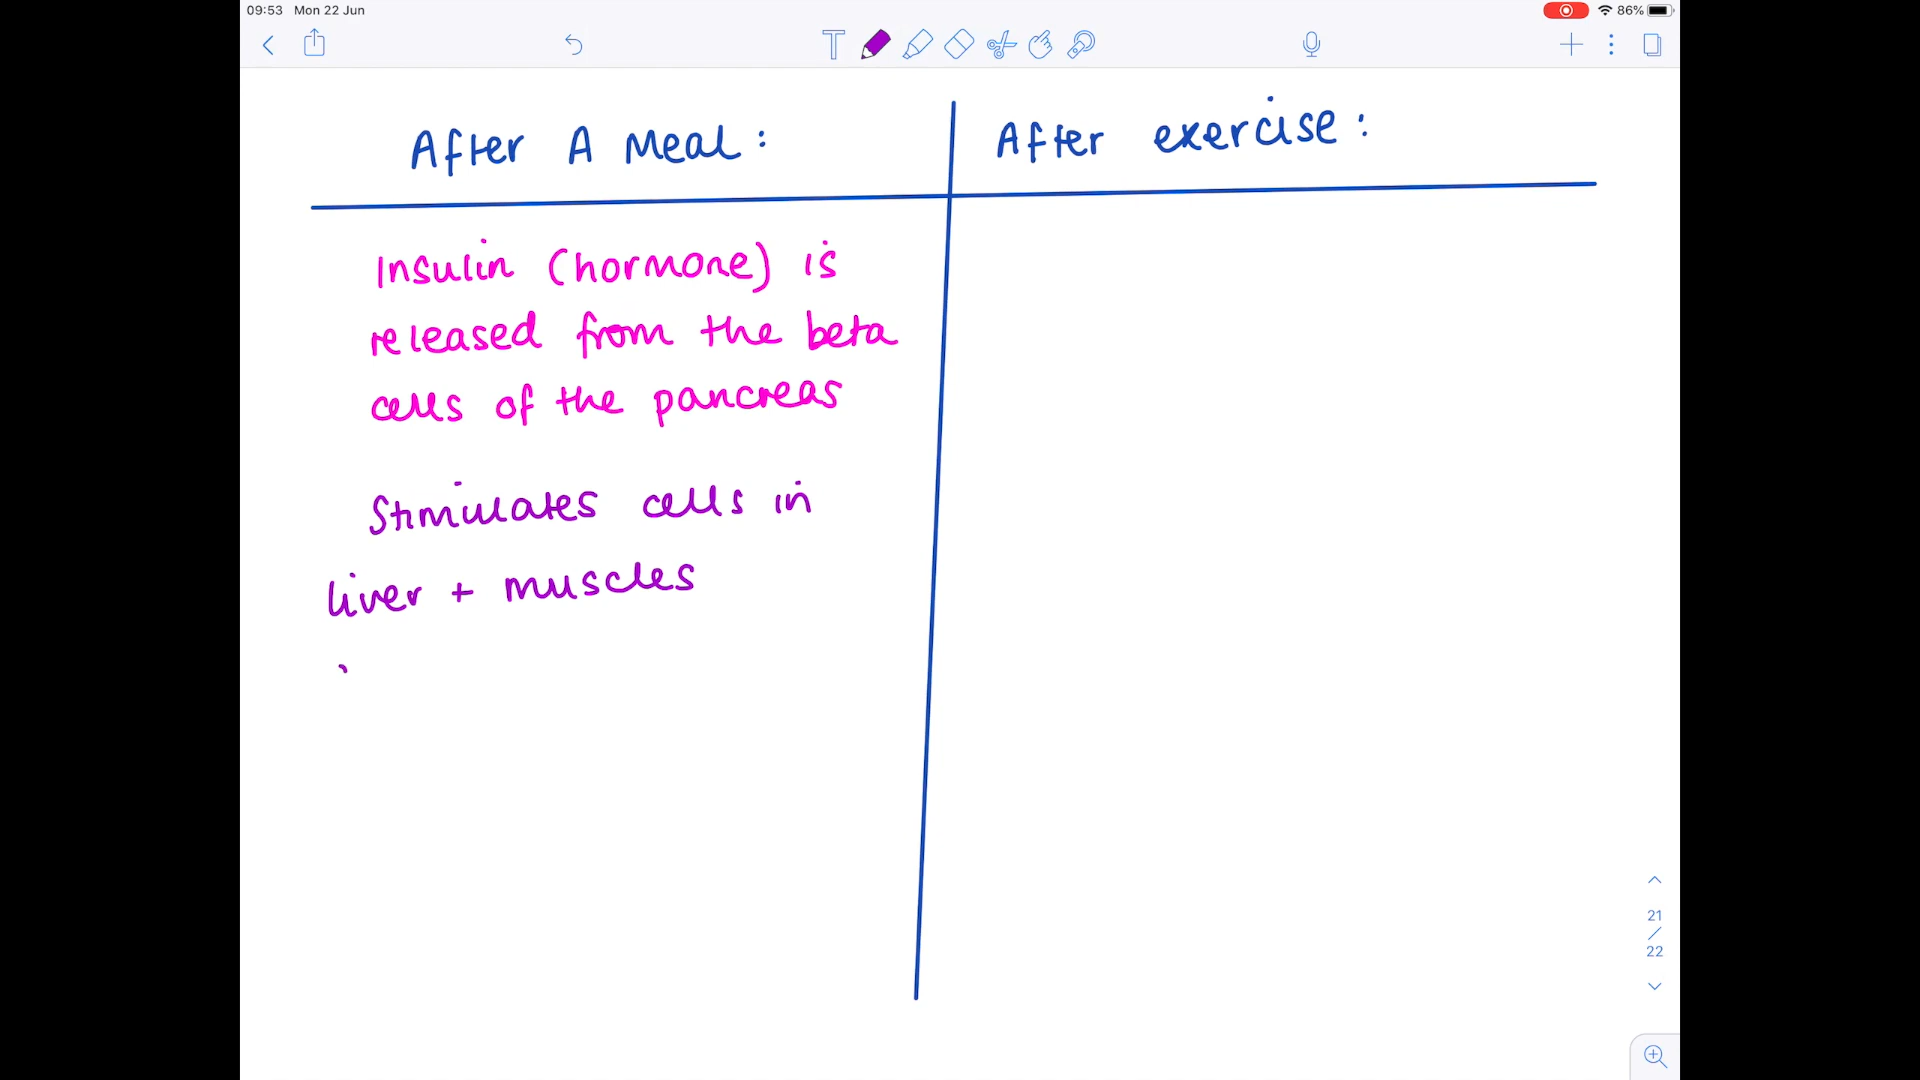 09:53 Mon 22 Jun
86%
T
After A Meal:
After exercise:
Insulin (hormone) is
released from the beta
cells of the pancreas
Stimulates cells in
liver + muscles
21
/
22